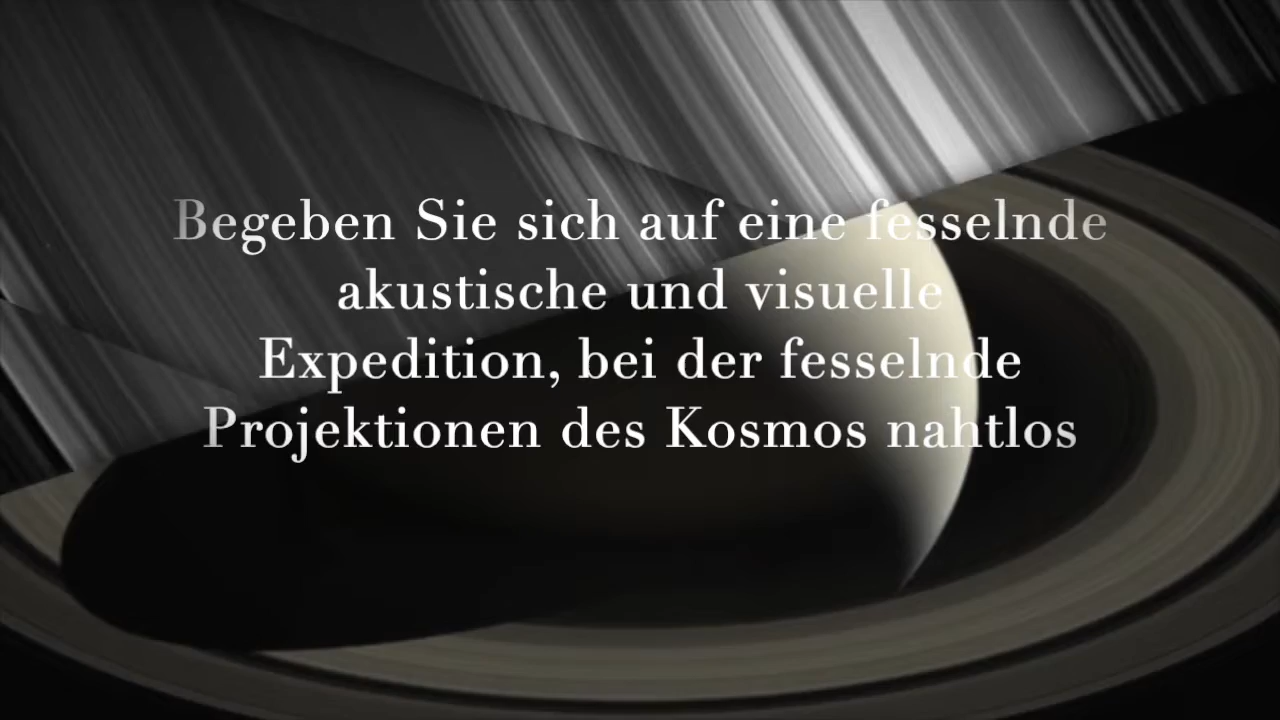 Begeben Sie sich auf eine fesselnde
akustische und visuelle
Expedition, bei der fesselnde
Projektionen des Kosmos nahtlos